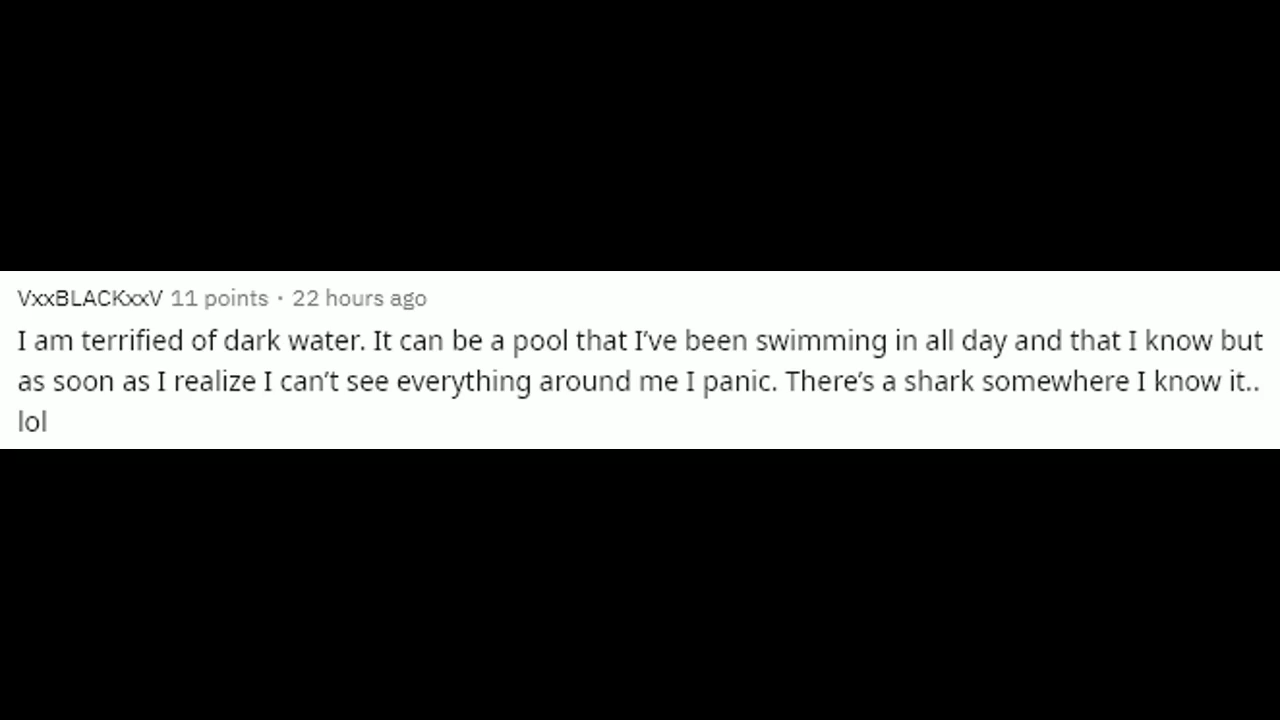 VxxBLACKxxV 11 points · 22 hours ago
I am terrified of dark water. It can be a pool that I’ve been swimming in all day and that I know but
as soon as I realize I can’t see everything around me I panic. There’s a shark somewhere I know it..
lol